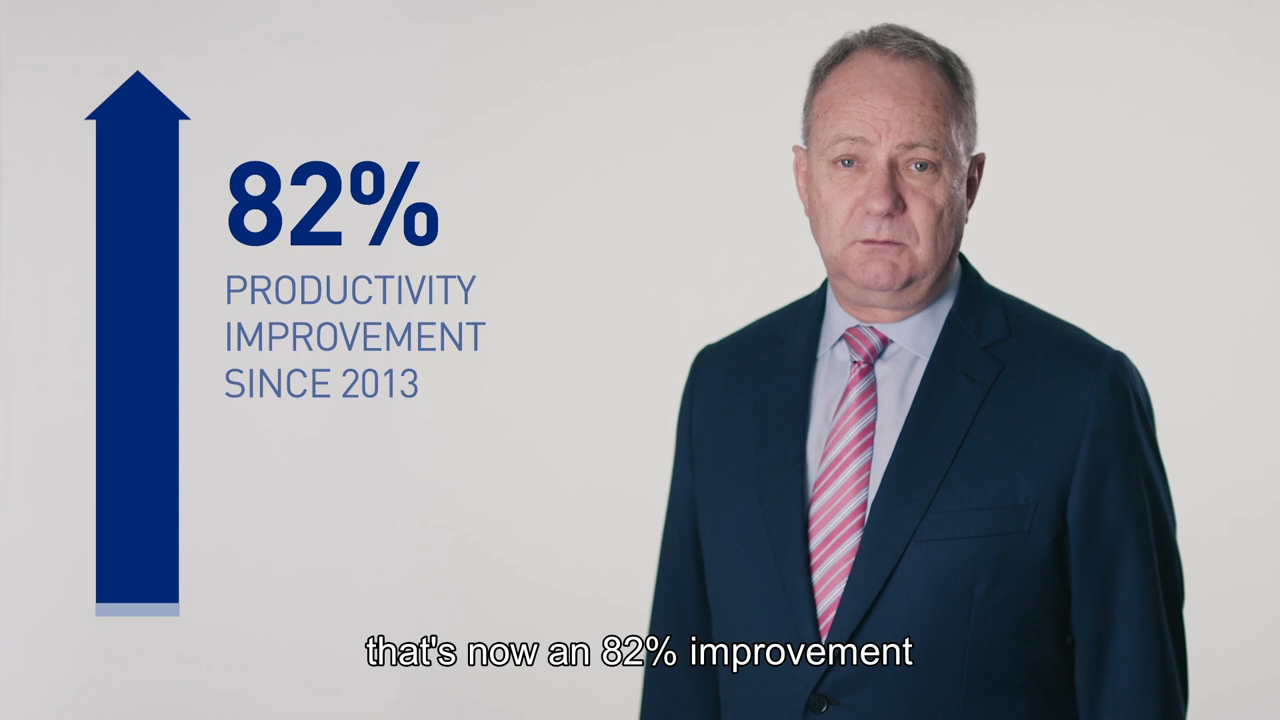 82%
PRODUCTIVITY
IMPROVEMENT
SINCE 2013
that's now an 82% improvement